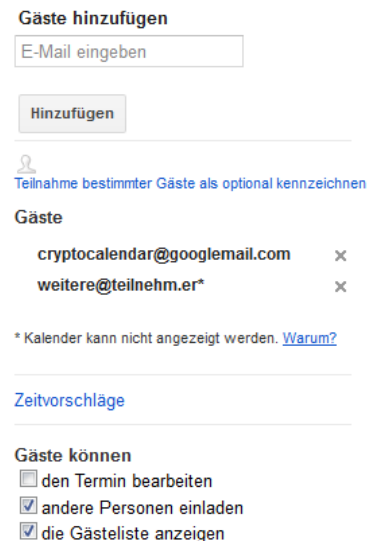 Gäste hinzufügen
E-Mail eingeben
Hinzufügen
Teilnahme bestimmter Gäste als optional kennzeichnen
Gäste
cryptocalendar@googlemail.com
weitere@teilnehm.er*
* Kalender kann nicht angezeigt werden. Warum?
Zeitvorschläge
Gäste können
den Termin bearbeiten
andere Personen einladen
die Gästeliste anzeigen